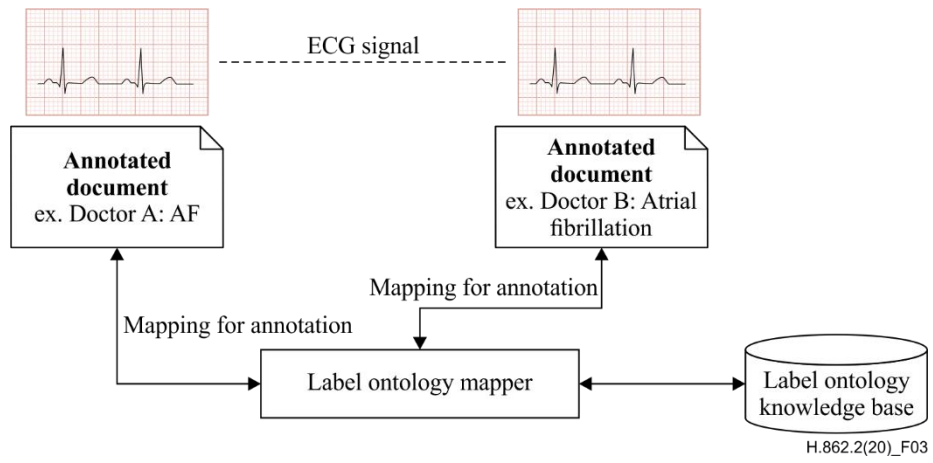 ECG signal
Annotated
document
ex. Doctor A: AF
Annotated
document
ex. Doctor B: Atrial
fibrillation
Mapping for annotation
Mapping for annotation
Label ontology mapper
Label ontology
knowledge base
H.862.2(20)_F03